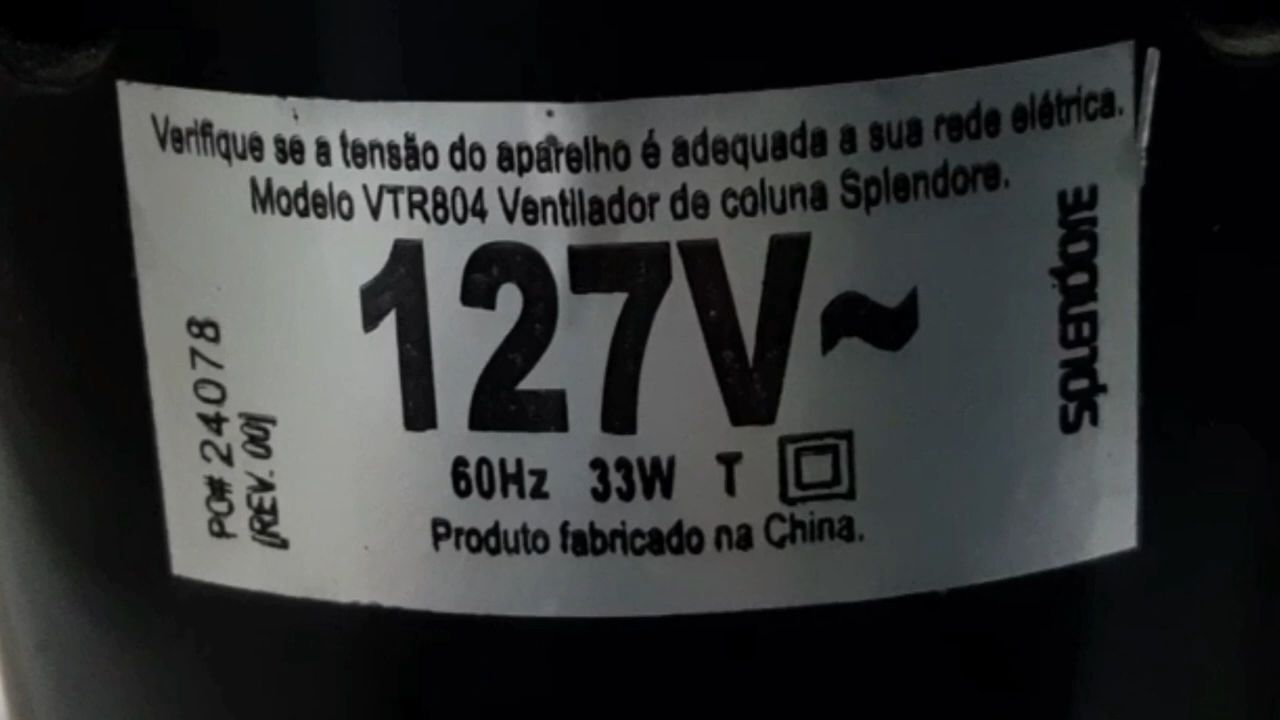 Verifique se a tensão do aparelho é adequada a sua rede elétrica.
Modelo VTR804 Ventilador de coluna Splendore.
127V~
60Hz 33W T
Produto fabricado na China.
PO# 24078
(REV. 00)
SPLENDORE